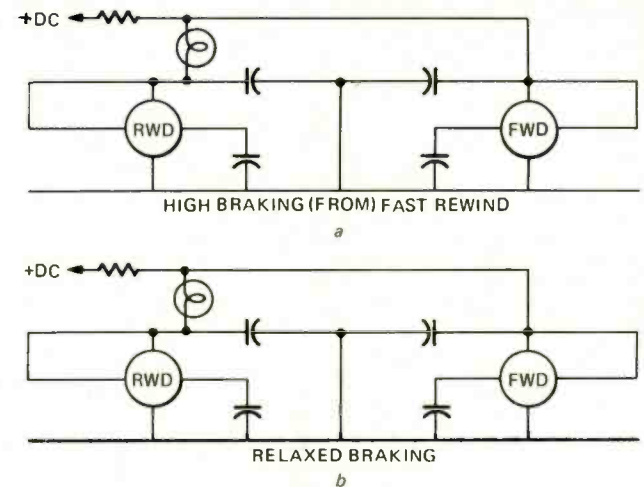 +DC
RWD
FWD
HIGH BRAKING (FROM) FAST REWIND
a
+DC
RWD
FWD
RELAXED BRAKING
b